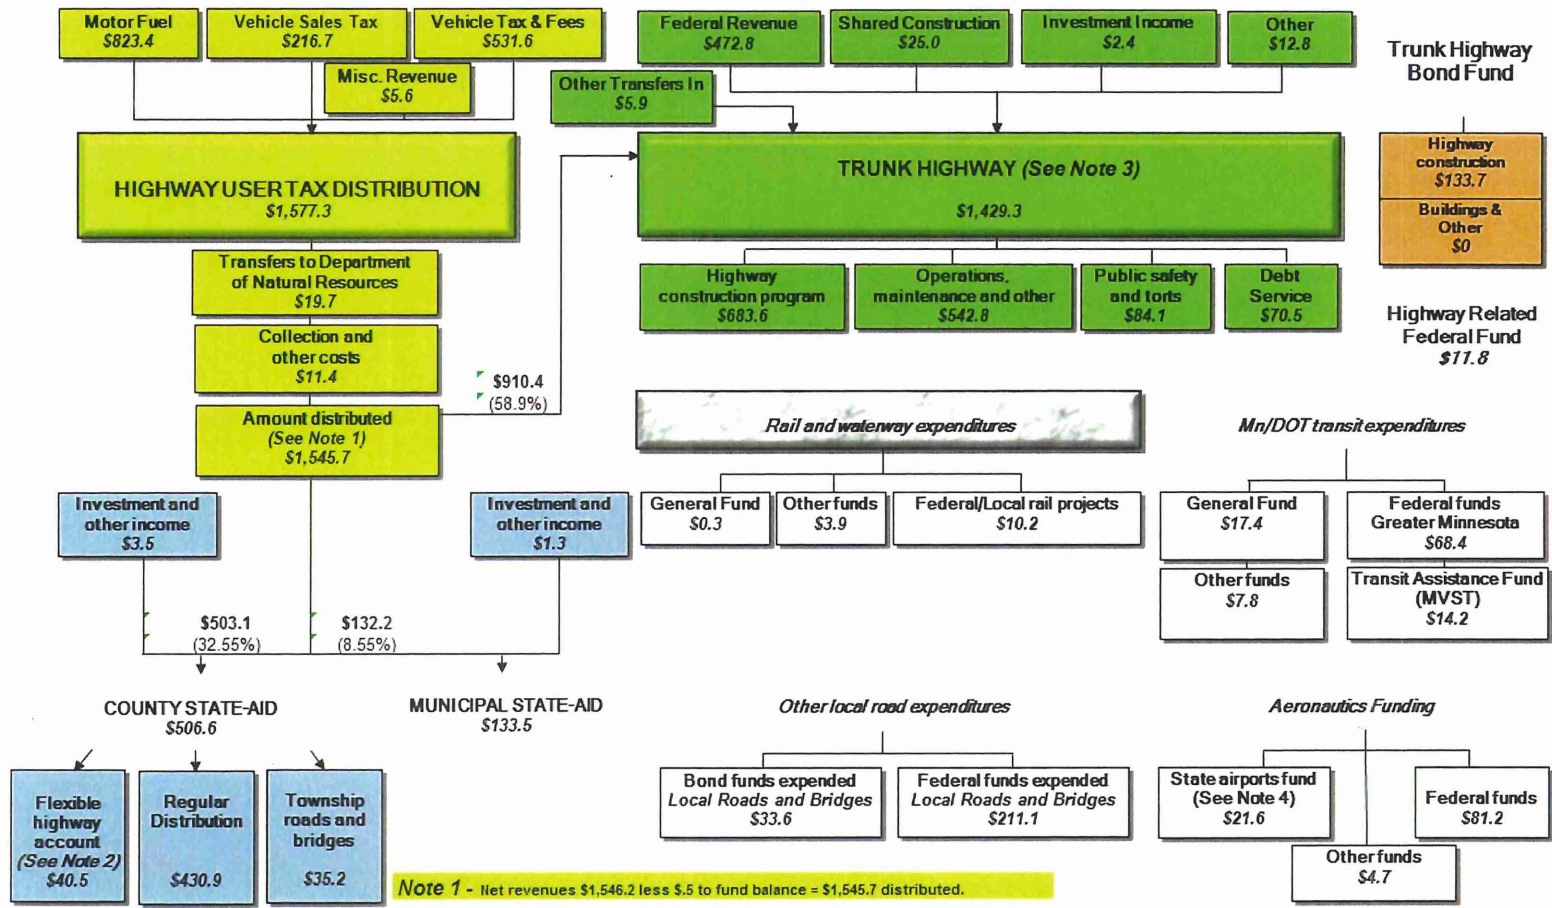 Motor Fuel
$823.4
Vehicle Sales Tax
$216.7
Vehicle Tax & Fees
$531.6
Misc. Revenue
$5.6
HIGHWAY USER TAX DISTRIBUTION
$1,577.3
Transfers to Department
of Natural Resources
$19.7
Collection and
other costs
$11.4
Amount distributed
(See Note 1)
$1,545.7
$910.4
(58.9%)
Investment and
other income
$3.5
Investment and
other income
$1.3
$503.1
(32.55%)
$132.2
(8.55%)
COUNTY STATE-AID
$506.6
MUNICIPAL STATE-AID
$133.5
Flexible
highway
account
(See Note 2)
$40.5
Regular
Distribution
$430.9
Township
roads and
bridges
$35.2
Note 1 - Net revenues $1,546.2 less $.5 to fund balance = $1,545.7 distributed.
Federal Revenue
$472.8
Shared Construction
$25.0
Investment Income
$2.4
Other
$12.8
Other Transfers In
$5.9
TRUNK HIGHWAY (See Note 3)
$1,429.3
Highway
construction program
$683.6
Operations,
maintenance and other
$542.8
Public safety
and torts
$84.1
Debt
Service
$70.5
Trunk Highway
Bond Fund
Highway
construction
$133.7
Buildings &
Other
$0
Highway Related
Federal Fund
$11.8
Rail and waterway expenditures
General Fund
$0.3
Other funds
$3.9
Federal/Local rail projects
$10.2
Mn/DOT transit expenditures
General Fund
$17.4
Federal funds
Greater Minnesota
$68.4
Other funds
$7.8
Transit Assistance Fund
(MVST)
$14.2
Other local road expenditures
Bond funds expended
Local Roads and Bridges
$33.6
Federal funds expended
Local Roads and Bridges
$211.1
Aeronautics Funding
State airports fund
(See Note 4)
$21.6
Federal funds
$81.2
Other funds
$4.7